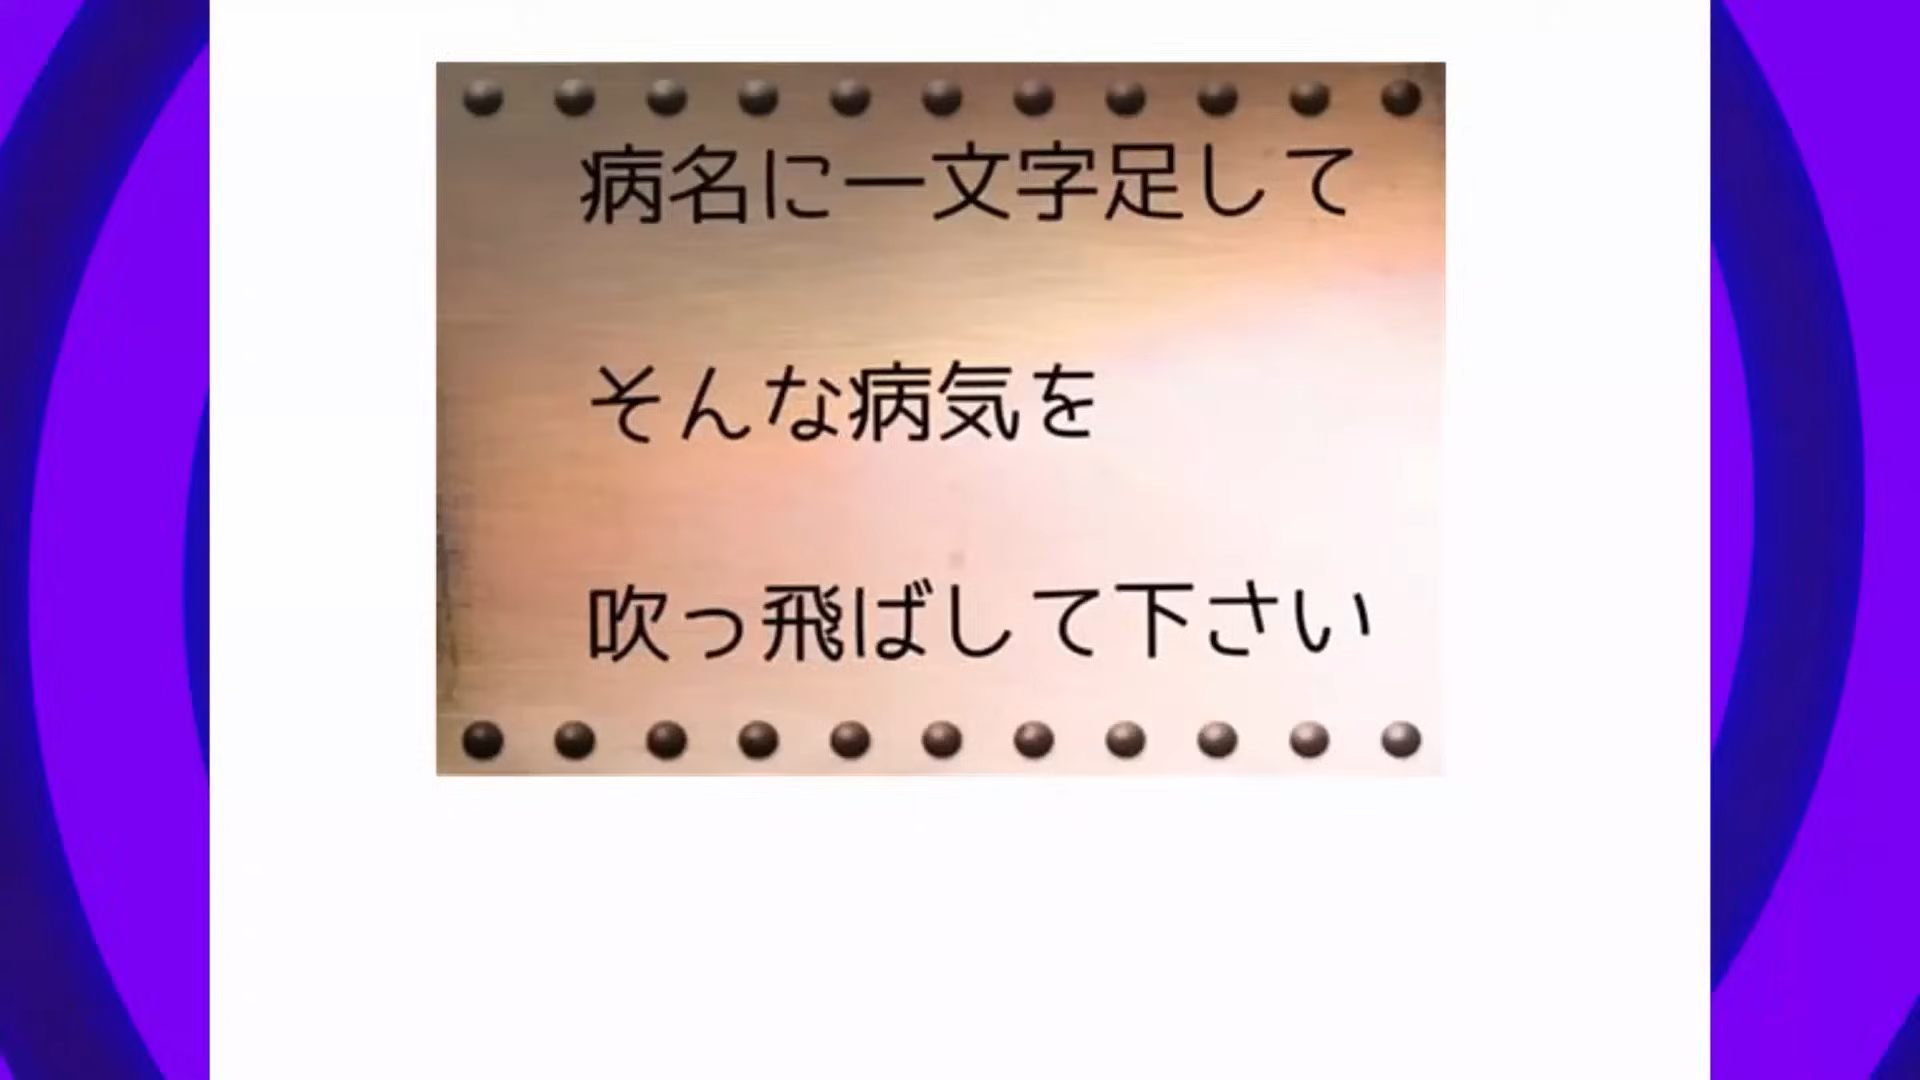 病名に一文字足して
そんな病気を
吹っ飛ばして下さい